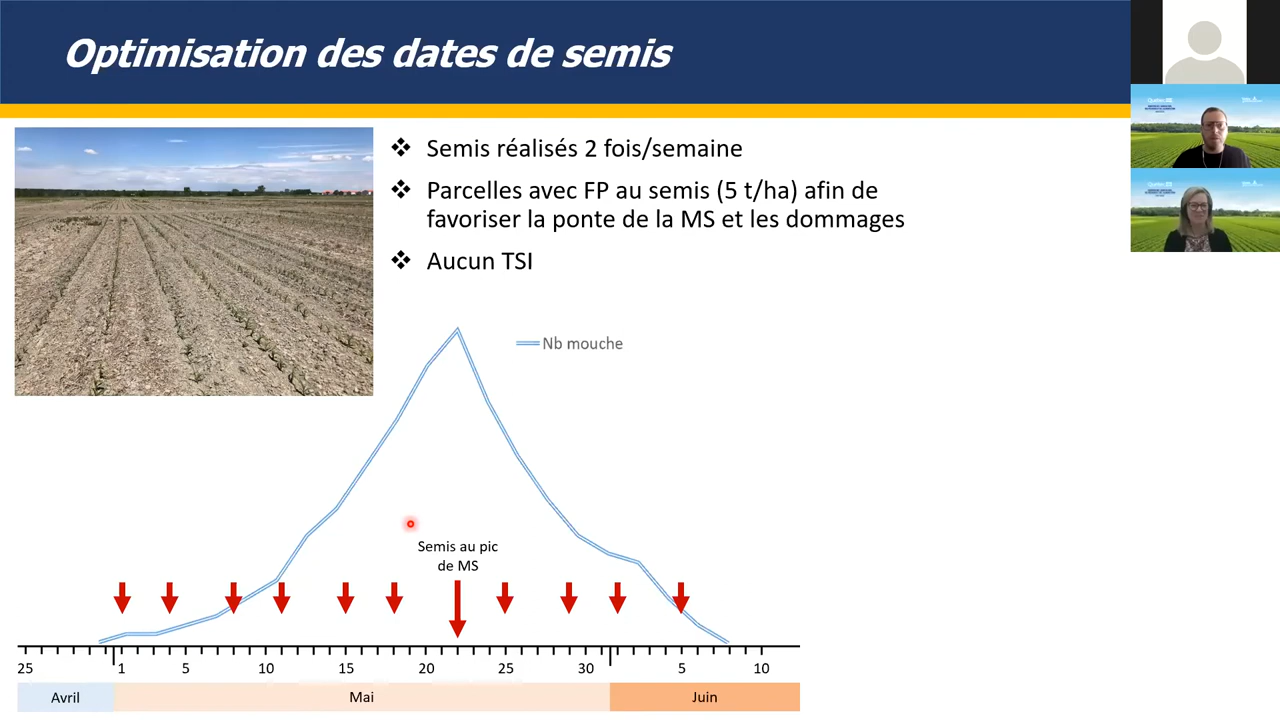 Optimisation des dates de semis
❖ Semis réalisés 2 fois/semaine
❖ Parcelles avec FP au semis (5 t/ha) afin de
favoriser la ponte de la MS et les dommages
❖ Aucun TSI
Nb mouche
Semis au pic
de MS
25 1 5 10 15 20 25 30 5 10
Avril Mai Juin